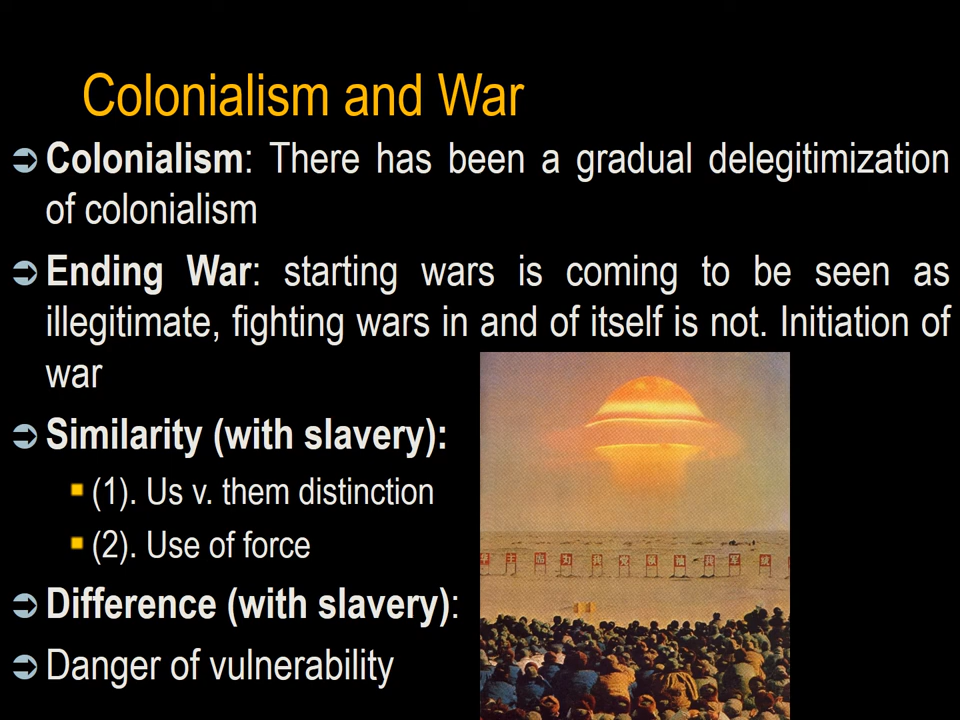 Colonialism and War
Colonialism: There has been a gradual delegitimization
of colonialism
Ending War: starting wars is coming to be seen as
illegitimate, fighting wars in and of itself is not. Initiation of
war
Similarity (with slavery):
(1). Us v. them distinction
(2). Use of force
Difference (with slavery):
Danger of vulnerability